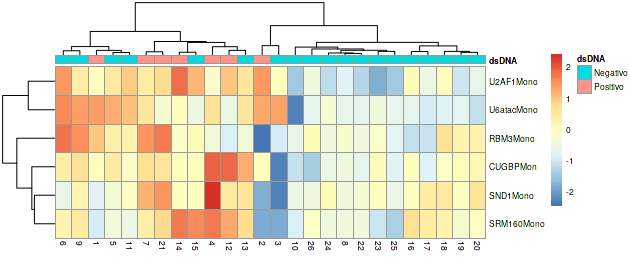 dsDNA
dsDNA
Negativo
Positivo
U2AF1Mono
U6atacMono
RBM3Mono
CUGBPMon
SND1Mono
SRM160Mono
2
1
0
-1
-2
6 9 1 5 11 7 21 14 15 4 12 13 2 3 10 26 24 8 22 23 25 16 17 18 19 20